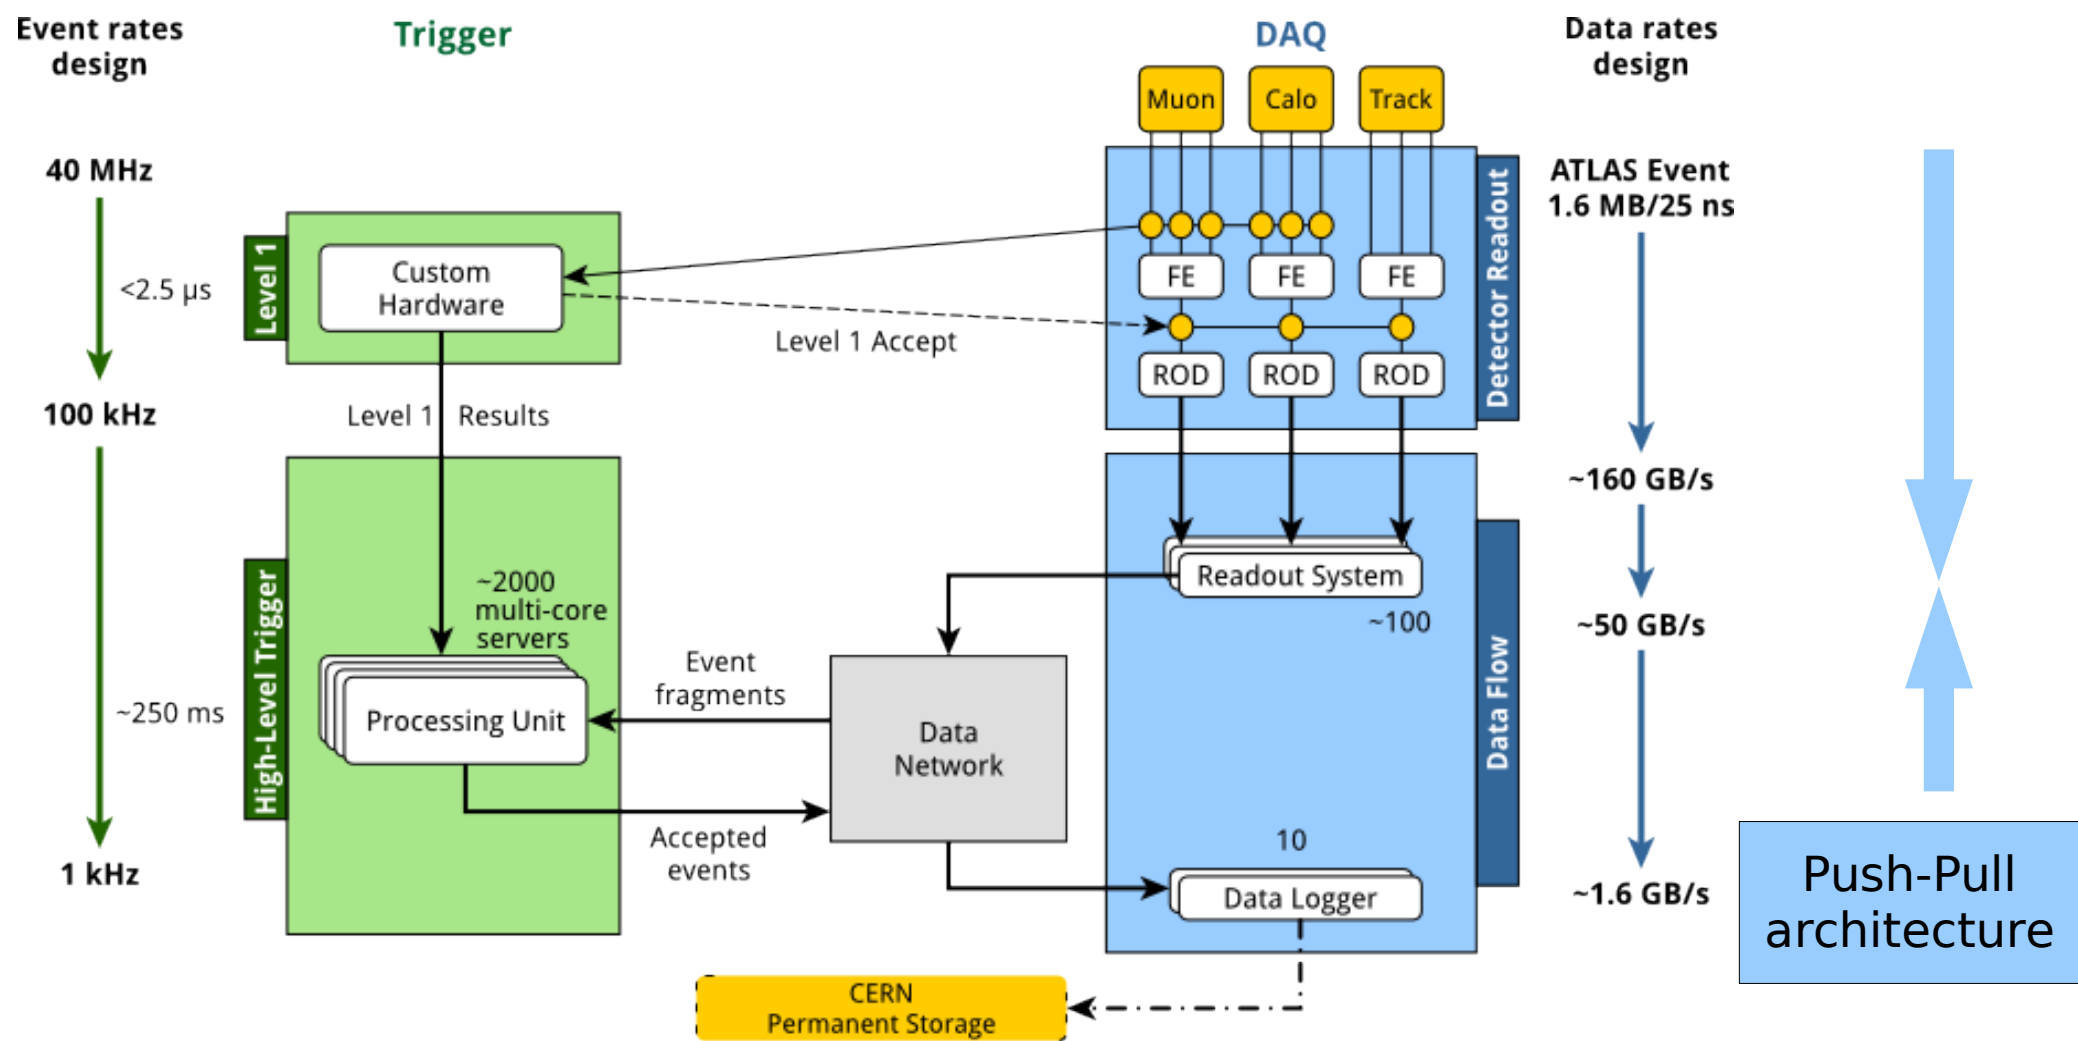 Event rates
design
Trigger
DAQ
Data rates
design
Muon
Calo
Track
40 MHz
ATLAS Event
1.6 MB/25 ns
Level 1
<2.5 μs
Custom
Hardware
FE
FE
FE
Level 1 Accept
ROD
ROD
ROD
Detector Readout
100 kHz
Level 1 Results
~160 GB/s
High-Level Trigger
~2000
multi-core
servers
Readout System
~100
~50 GB/s
Event
fragments
~250 ms
Processing Unit
Data
Network
Data Flow
Accepted
events
10
1 kHz
Data Logger
~1.6 GB/s
Push-Pull
architecture
CERN
Permanent Storage